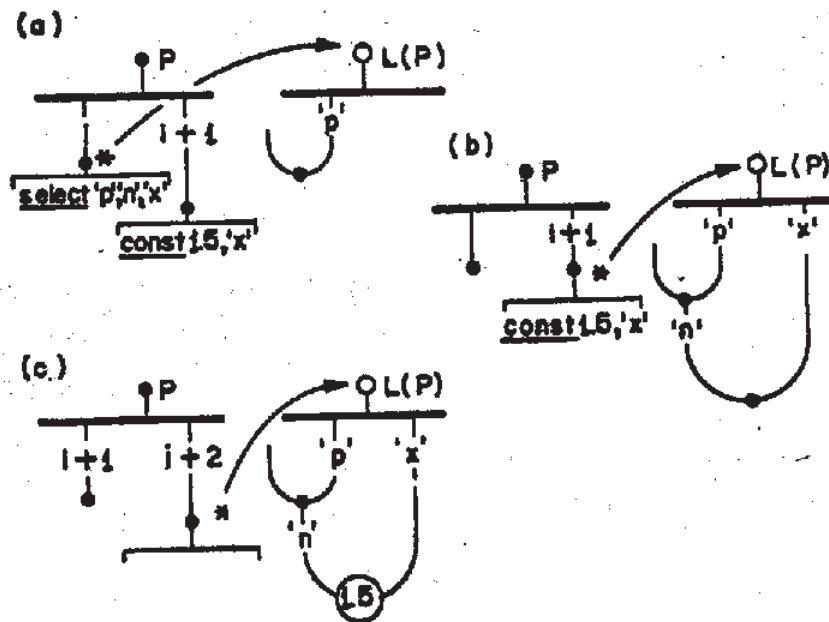 (a)
P
L(P)
i
i+1
'p'
*
select 'p','n','x'
const 1.5,'x'
(b)
P
L(P)
i+1
'p'
'x'
*
const 1.5,'x'
'n'
(c)
P
L(P)
i+1
j+2
'p'
'x'
*
'n'
1.5